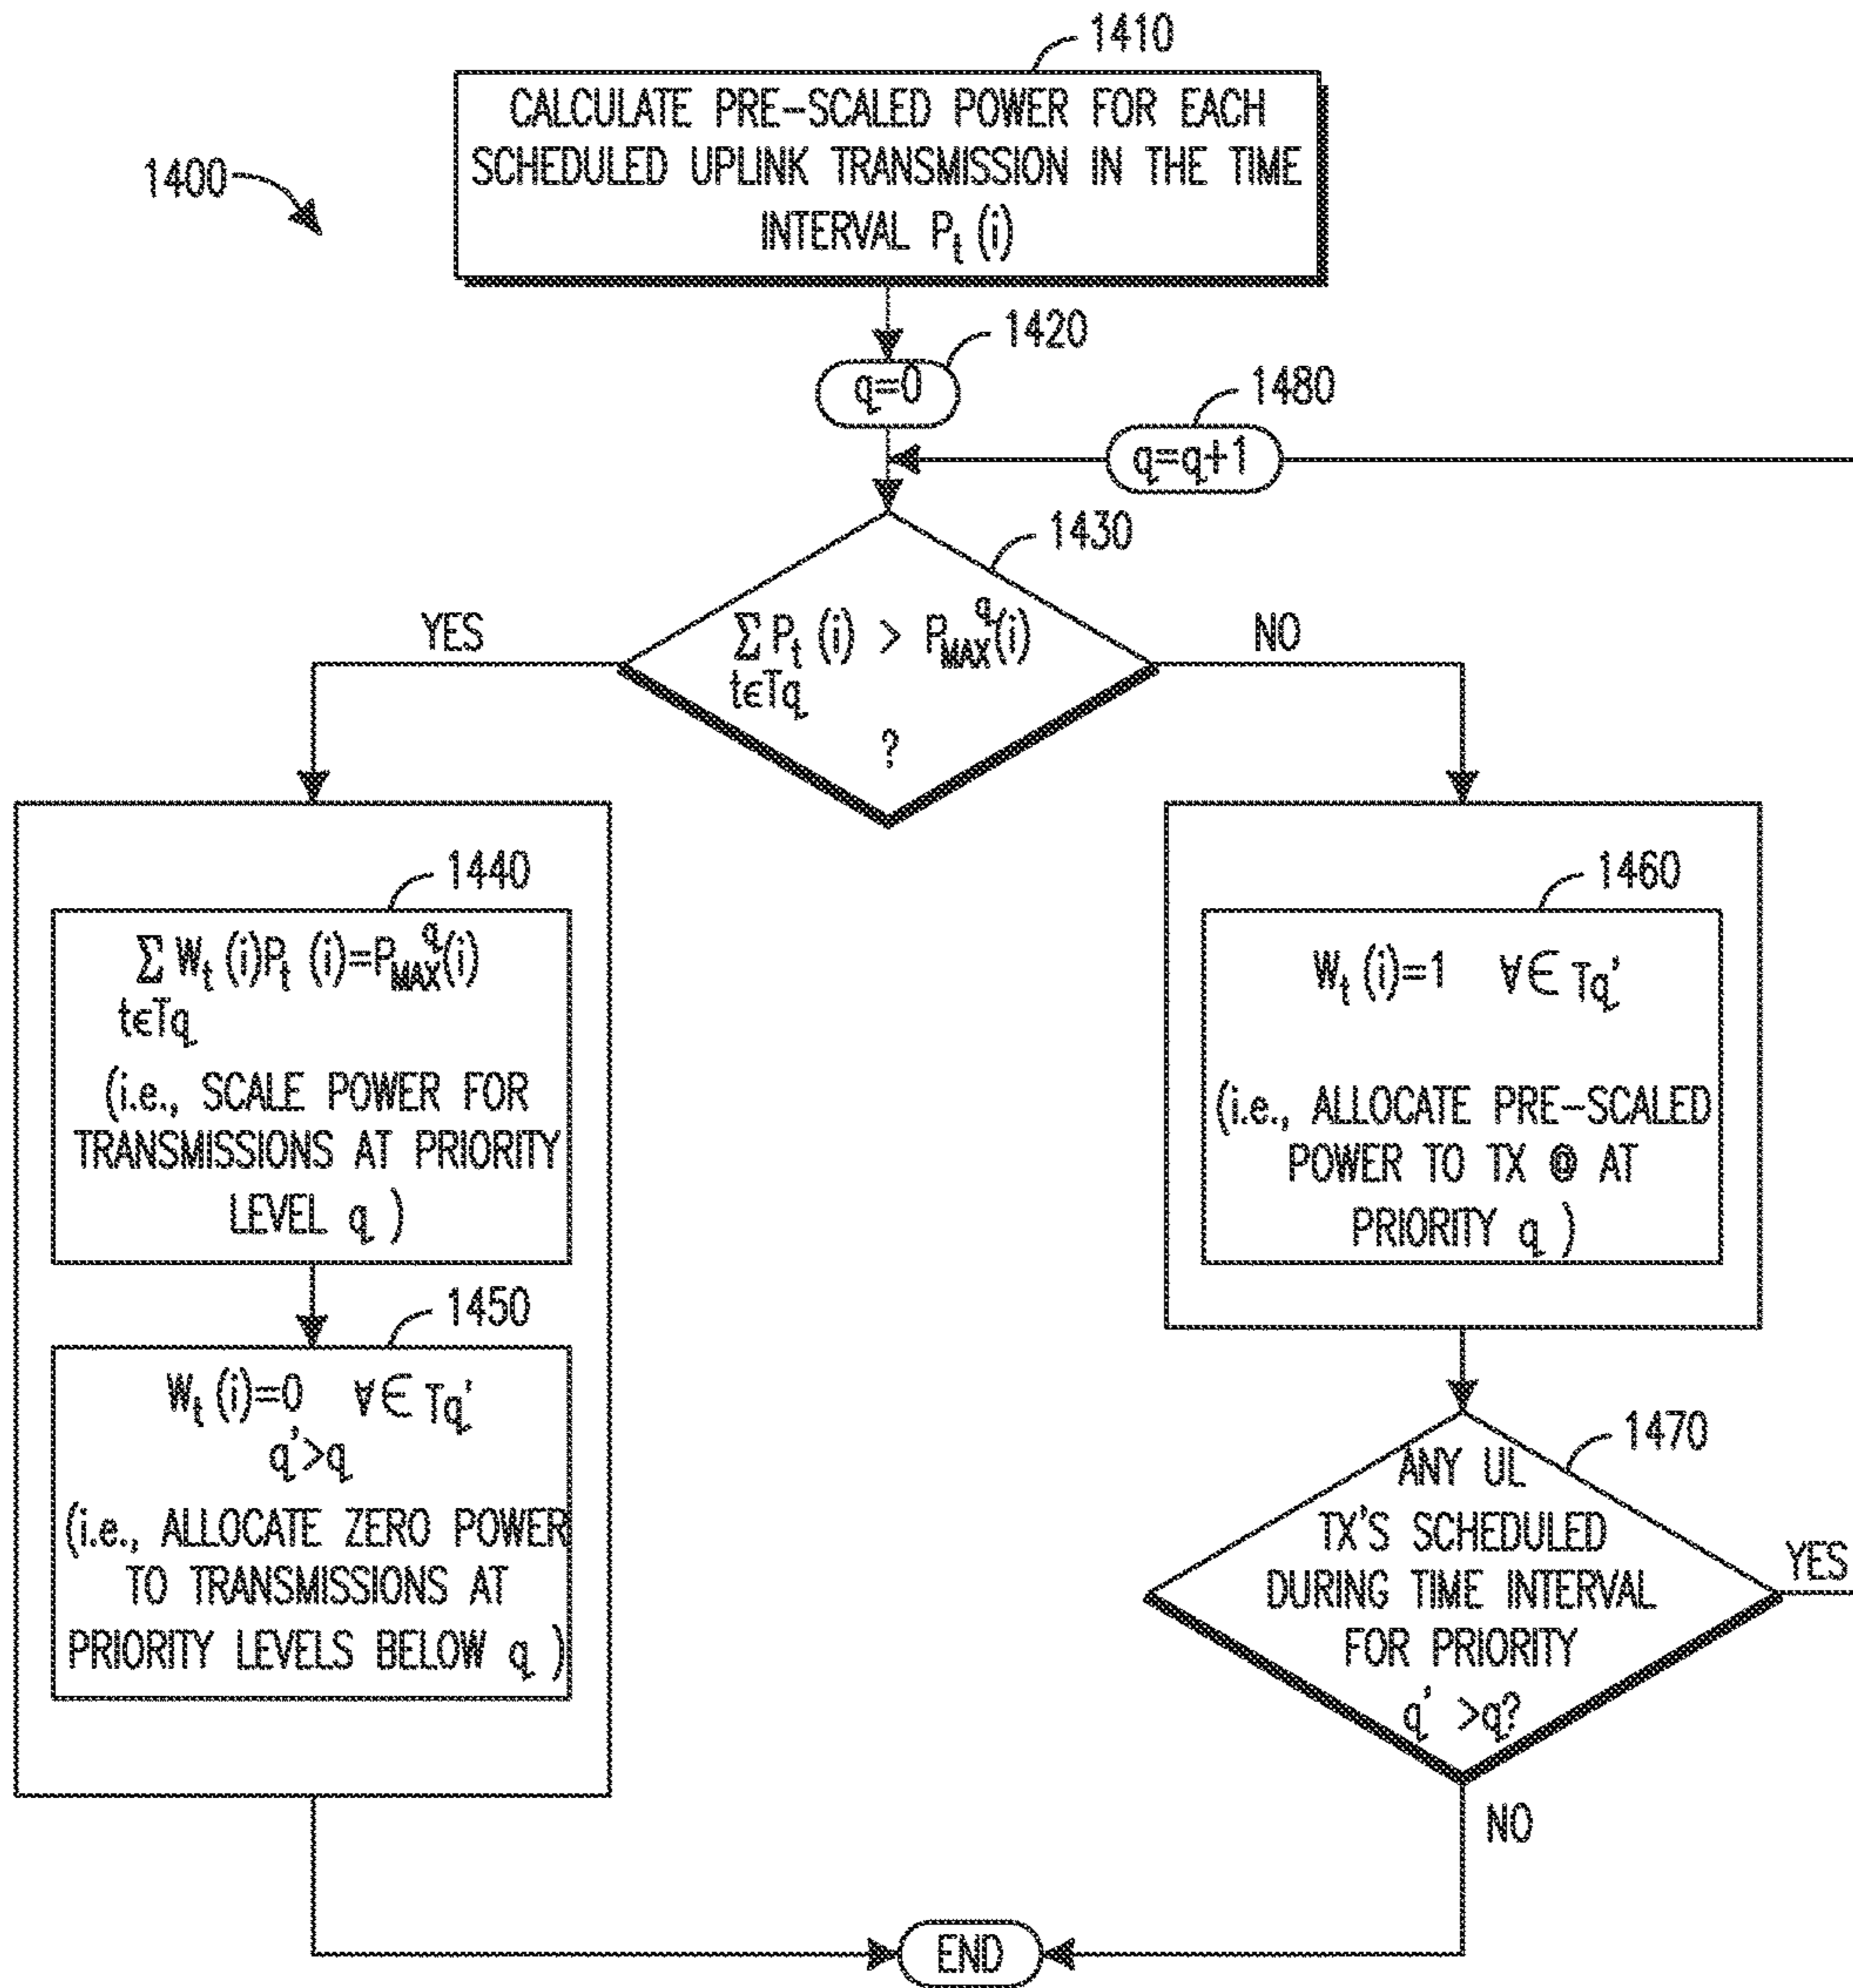 1410
CALCULATE PRE-SCALED POWER FOR EACH
SCHEDULED UPLINK TRANSMISSION IN THE TIME
INTERVAL Pt (i)
1400
1420
q=0
1480
q=q+1
1430
Σ Pt (i) > PMAX^q(i)
t∈Tq
?
YES
NO
1440
Σ Wt (i)Pt (i)=PMAX^q(i)
t∈Tq
(i.e., SCALE POWER FOR
TRANSMISSIONS AT PRIORITY
LEVEL q )
1450
Wt (i)=0 ∀∈ Tq'
q'>q
(i.e., ALLOCATE ZERO POWER
TO TRANSMISSIONS AT
PRIORITY LEVELS BELOW q )
1460
Wt (i)=1 ∀∈ Tq'
(i.e., ALLOCATE PRE-SCALED
POWER TO TX @ AT
PRIORITY q )
1470
ANY UL
TX'S SCHEDULED
DURING TIME INTERVAL
FOR PRIORITY
q' >q?
YES
NO
END